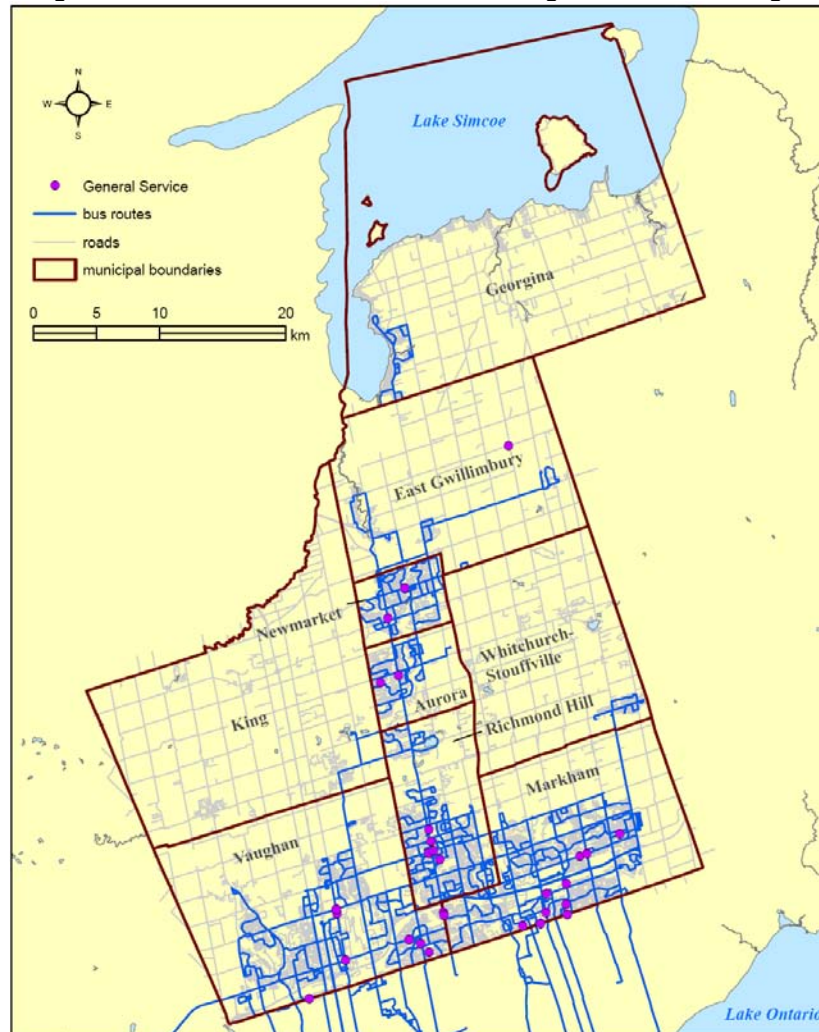 N
W E
S
Lake Simcoe
General Service
bus routes
roads
municipal boundaries
0 5 10 20
km
Georgina
East Gwillimbury
Newmarket
Whitchurch-
Stouffville
King
Aurora
Richmond Hill
Markham
Vaughan
Lake Ontario